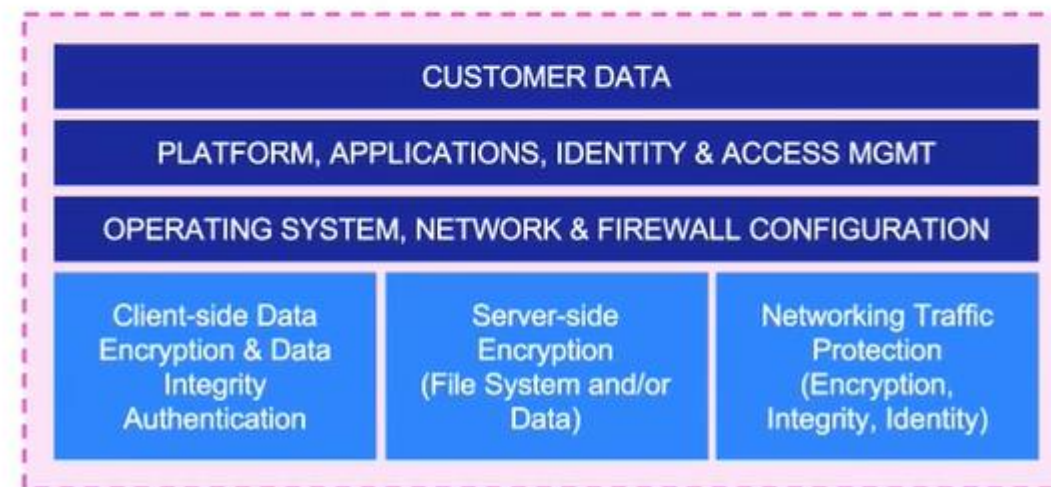 CUSTOMER DATA
PLATFORM, APPLICATIONS, IDENTITY & ACCESS MGMT
OPERATING SYSTEM, NETWORK & FIREWALL CONFIGURATION
Client-side Data
Encryption & Data
Integrity
Authentication
Server-side
Encryption
(File System and/or
Data)
Networking Traffic
Protection
(Encryption,
Integrity, Identity)